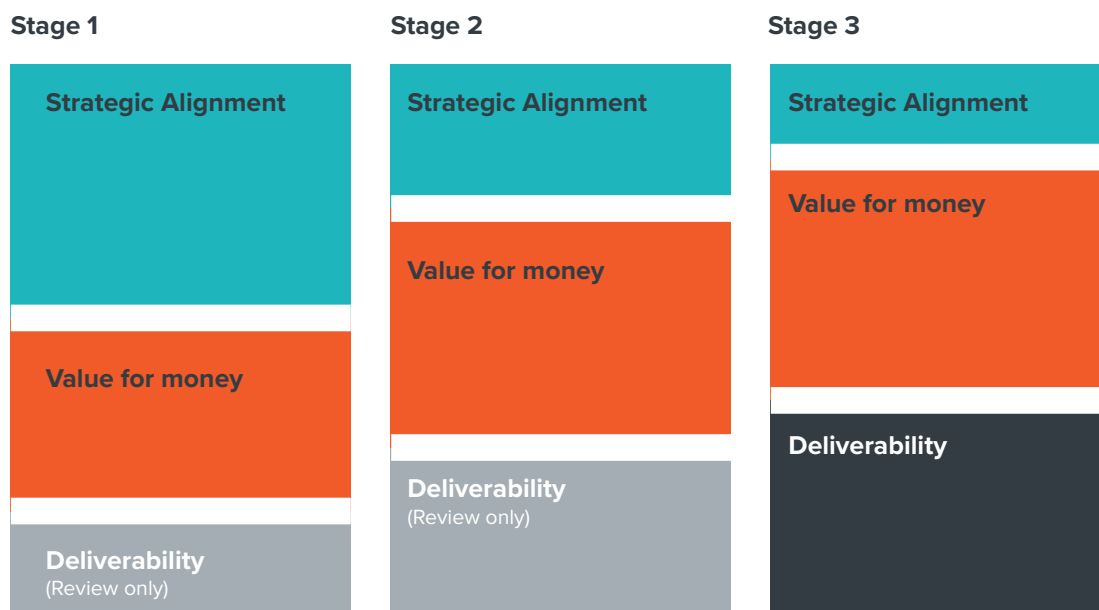 Stage 1
Strategic Alignment
Value for money
Deliverability
(Review only)
Stage 2
Strategic Alignment
Value for money
Deliverability
(Review only)
Stage 3
Strategic Alignment
Value for money
Deliverability